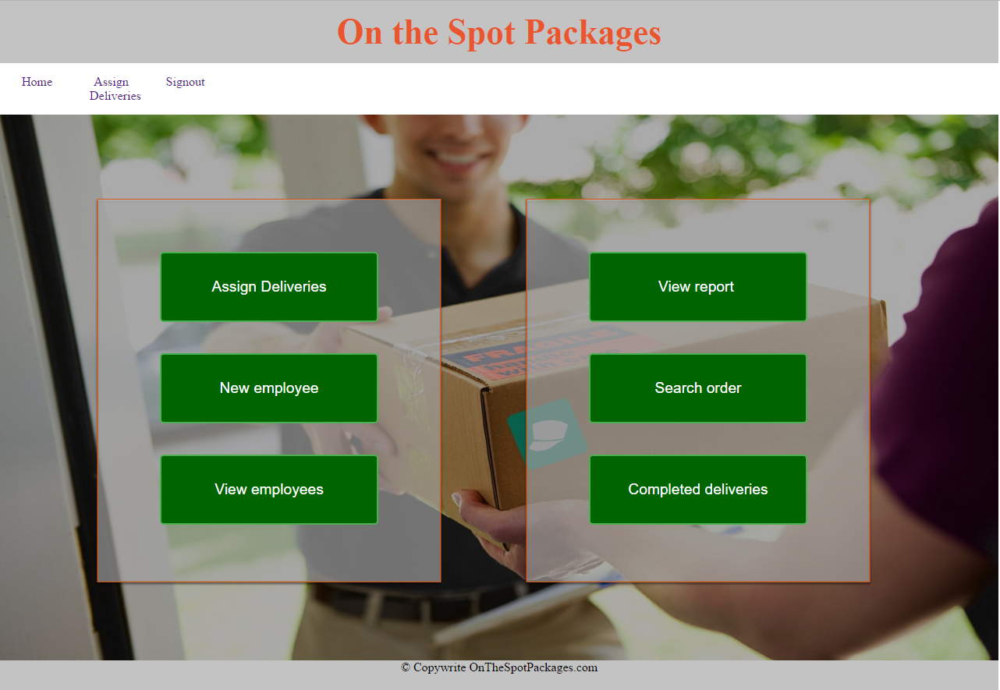 On the Spot Packages
Home
Assign
Deliveries
Signout
Assign Deliveries
View report
New employee
Search order
View employees
Completed deliveries
FRAGILE
© Copywrite OnTheSpotPackages.com